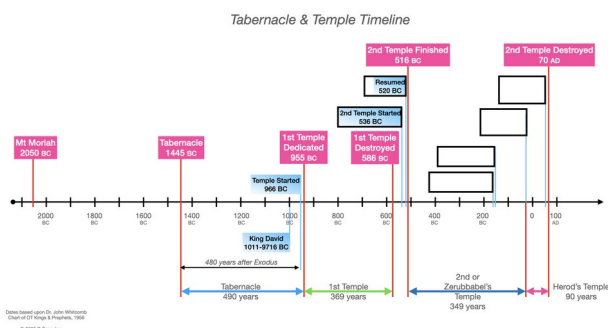 Tabernacle & Temple Timeline
2nd Temple Finished
516 BC
2nd Temple Destroyed
70 AD
Resumed
520 BC
2nd Temple Started
536 BC
Mt Moriah
2050 BC
Tabernacle
1445 BC
1st Temple
Dedicated
955 BC
1st Temple
Destroyed
586 BC
Temple Started
966 BC
2000
BC
1800
BC
1600
BC
1400
BC
1200
BC
1000
BC
800
BC
600
BC
400
BC
200
BC
0
100
AD
King David
1011-9716 BC
480 years after Exodus
Tabernacle
490 years
1st Temple
369 years
2nd or
Zerubbabel's
Temple
349 years
Herod's Temple
90 years
Dates based upon Dr. John Whitcomb
Chart of OT Kings & Prophets, 1968